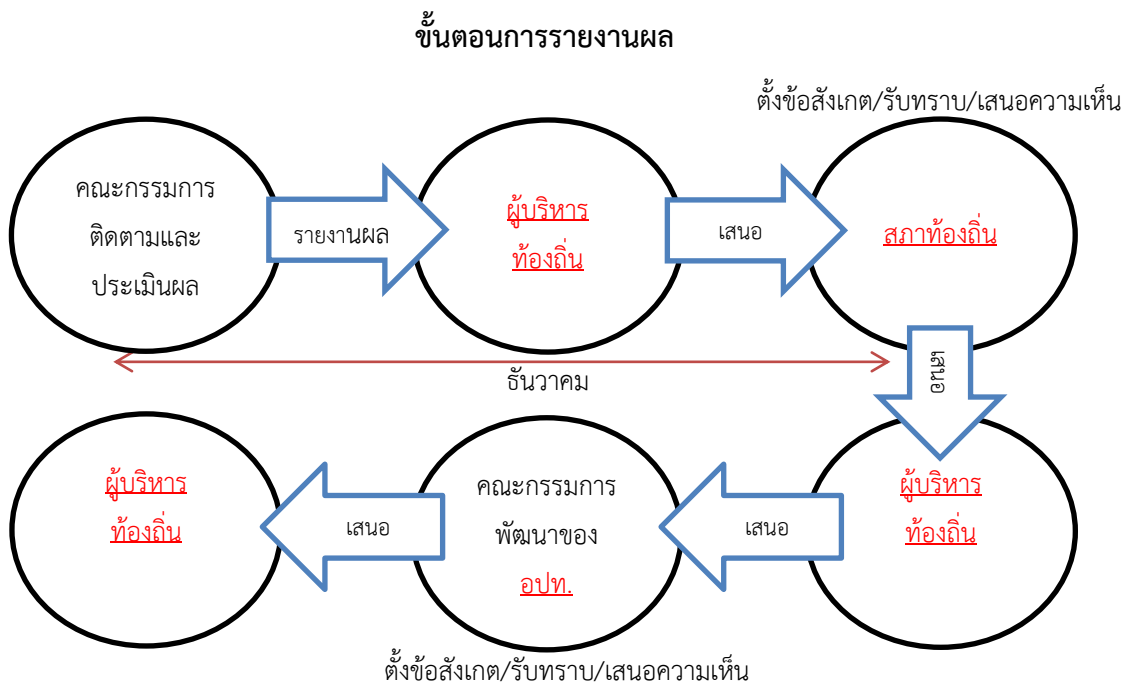 ขั้นตอนการรายงานผล
ตั้งข้อสังเกต/รับทราบ/เสนอความเห็น
คณะกรรมการ
ติดตามและ
ประเมินผล
รายงานผล
ผู้บริหาร
ท้องถิ่น
เสนอ
สภาท้องถิ่น
ธันวาคม
เสนอ
ผู้บริหาร
ท้องถิ่น
เสนอ
คณะกรรมการ
พัฒนาของ
อปท.
เสนอ
ผู้บริหาร
ท้องถิ่น
ตั้งข้อสังเกต/รับทราบ/เสนอความเห็น